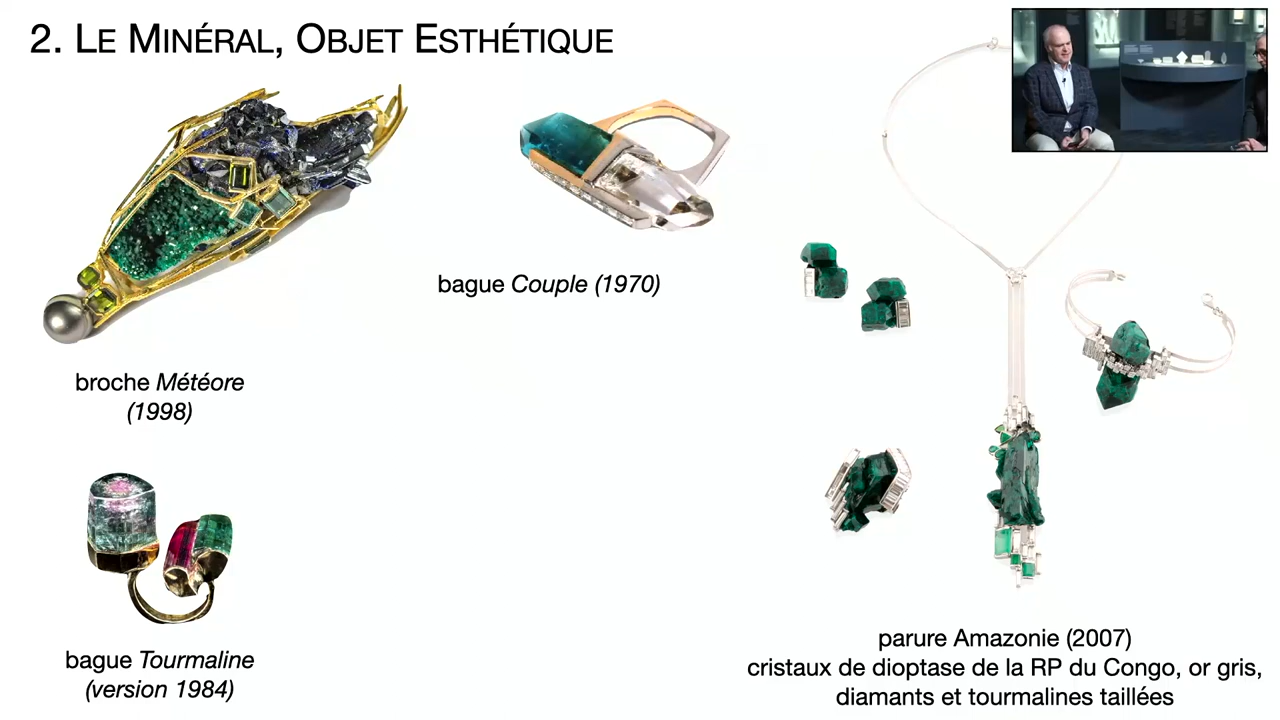 2. Le Minéral, Objet Esthétique
bague Couple (1970)
broche Météore
(1998)
bague Tourmaline
(version 1984)
parure Amazonie (2007)
cristaux de dioptase de la RP du Congo, or gris,
diamants et tourmalines taillées